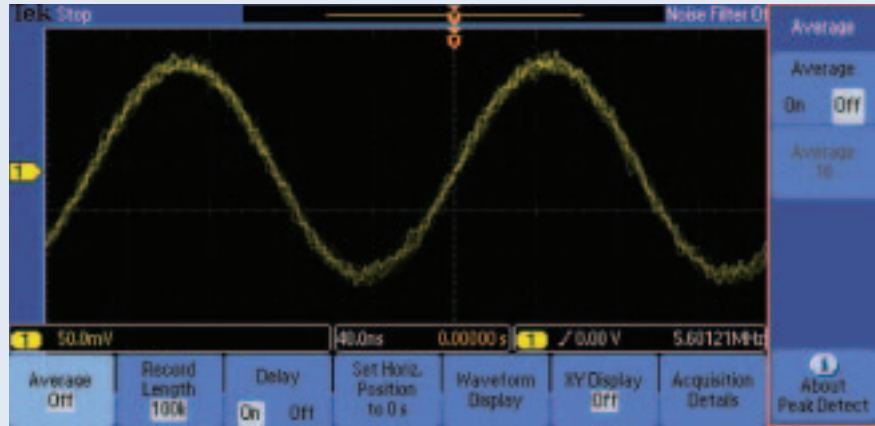 Tek Stop
Noise Filter Of
Average
Average
On Off
Average
16
1
1 50.0mV
40.0ns 0.00000 s
1 / 0.00 V 5.60121MHz
Average
Off
Record
Length
100k
Delay
On Off
Set Horiz.
Position
to 0 s
Waveform
Display
XY Display
Off
Acquisition
Details
i
About
Peak Detect